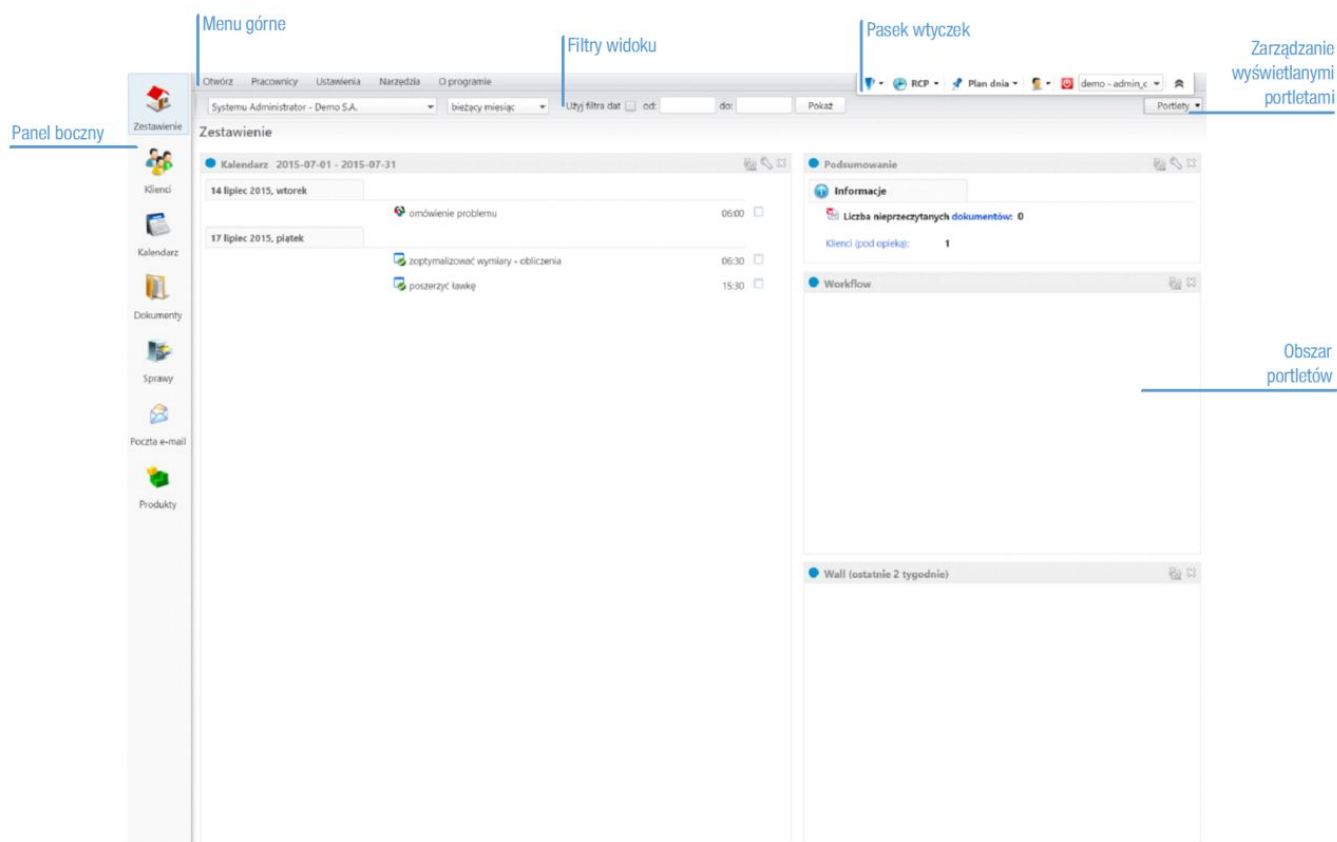 Menu górne
Filtry widoku
Pasek wtyczek
Zarządzanie
wyświetlanymi
portletami
Panel boczny
Obszar
portletów
Otwórz Pracownicy Ustawienia Narzędzia O programie
RCP Plan dnia demo - admin_c
Systemu Administrator - Demo S.A. bieżący miesiąc Użyj filtra dat od: do: Pokaż Portlety
Zestawienie
Klienci
Kalendarz
Dokumenty
Sprawy
Poczta e-mail
Produkty
Zestawienie
Kalendarz 2015-07-01 - 2015-07-31
14 lipiec 2015, wtorek
omówienie problemu 06:00
17 lipiec 2015, piątek
zoptymalizować wymiary - obliczenia 06:30
poszerzyć ławkę 15:30
Podsumowanie
Informacje
Liczba nieprzeczytanych dokumentów: 0
Klienci (pod opieką): 1
Workflow
Wall (ostatnie 2 tygodnie)